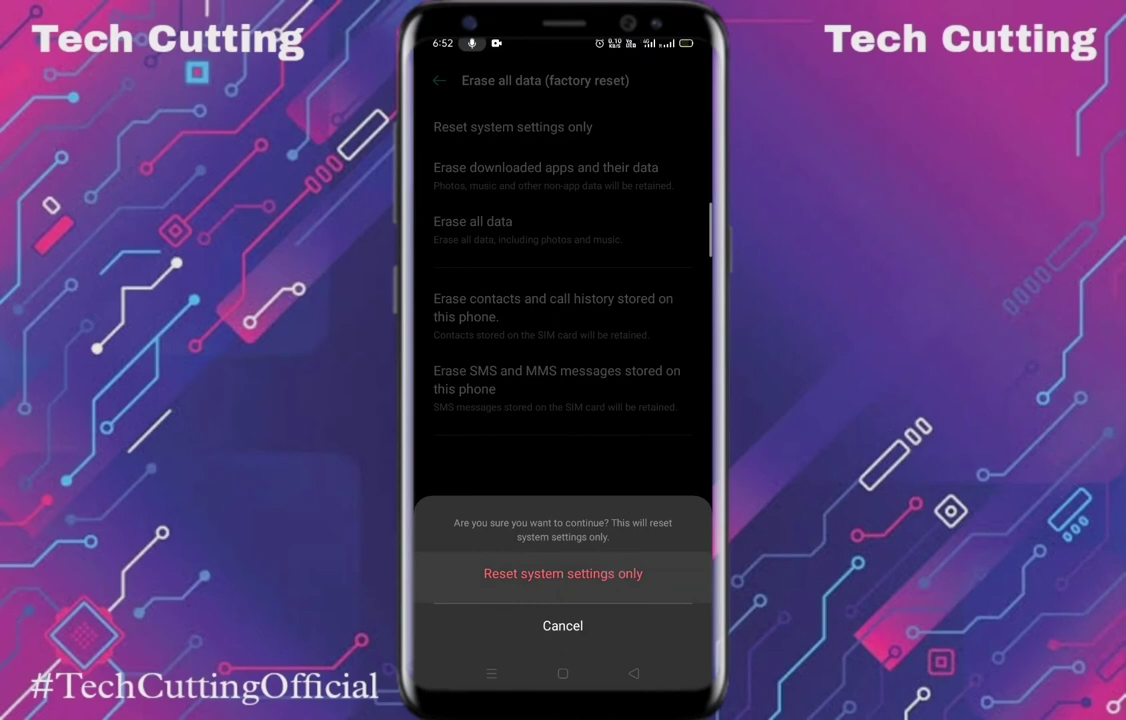 Tech Cutting
Tech Cutting
6:52
Erase all data (factory reset)
Reset system settings only
Erase downloaded apps and their data
Photos, music and other non-app data will be retained.
Erase all data
Erase all data, including photos and music.
Erase contacts and call history stored on
this phone.
Contacts stored on the SIM card will be retained.
Erase SMS and MMS messages stored on
this phone
SMS messages stored on the SIM card will be retained.
Are you sure you want to continue? This will reset
system settings only.
Reset system settings only
Cancel
#TechCuttingOfficial